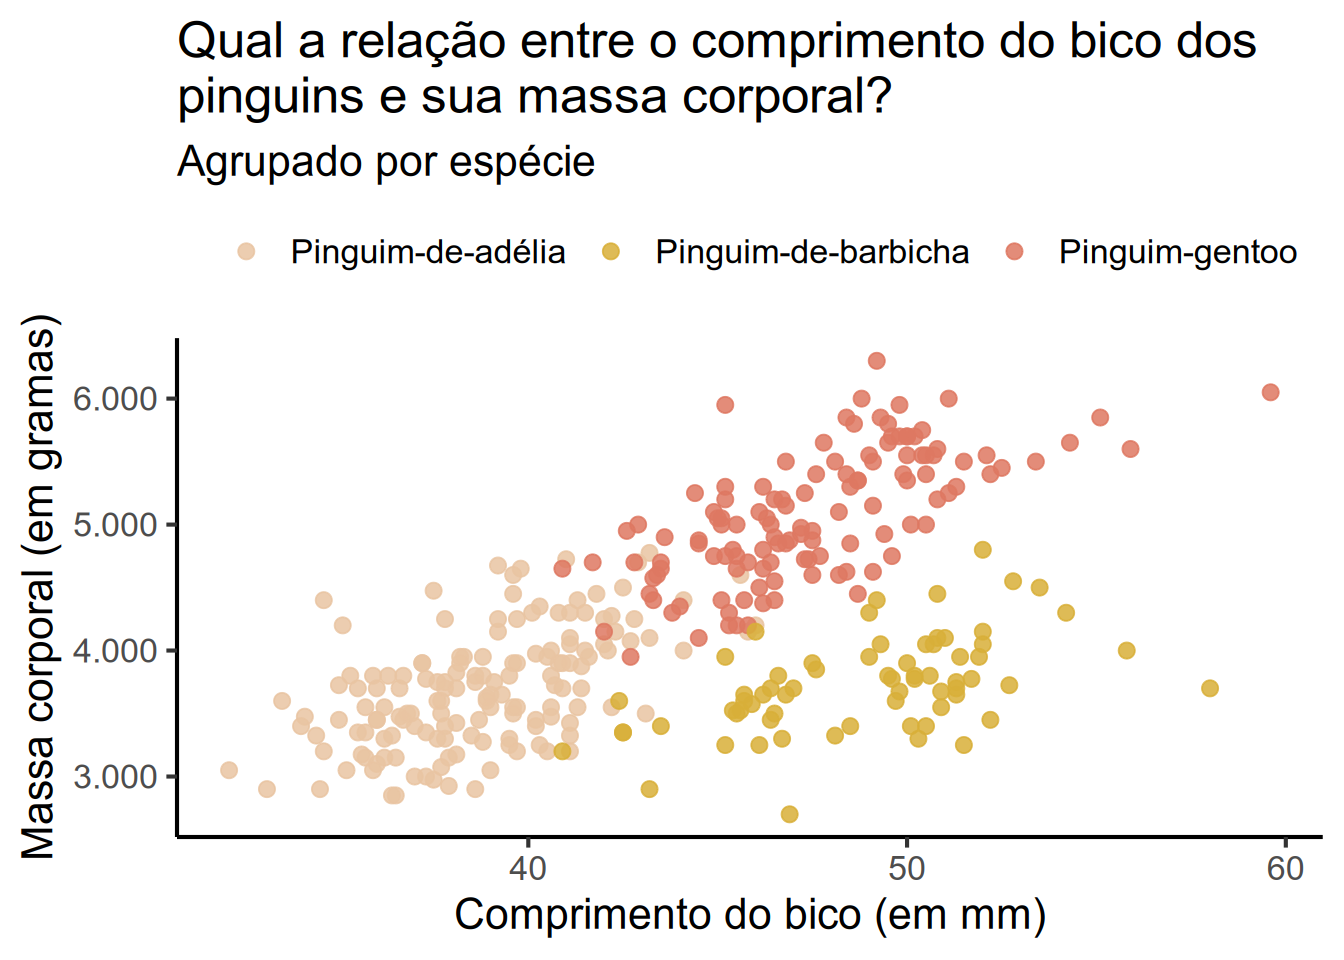 Qual a relação entre o comprimento do bico dos
pinguins e sua massa corporal?
Agrupado por espécie
Pinguim-de-adélia Pinguim-de-barbicha Pinguim-gentoo
Massa corporal (em gramas)
6.000
5.000
4.000
3.000
40 50 60
Comprimento do bico (em mm)